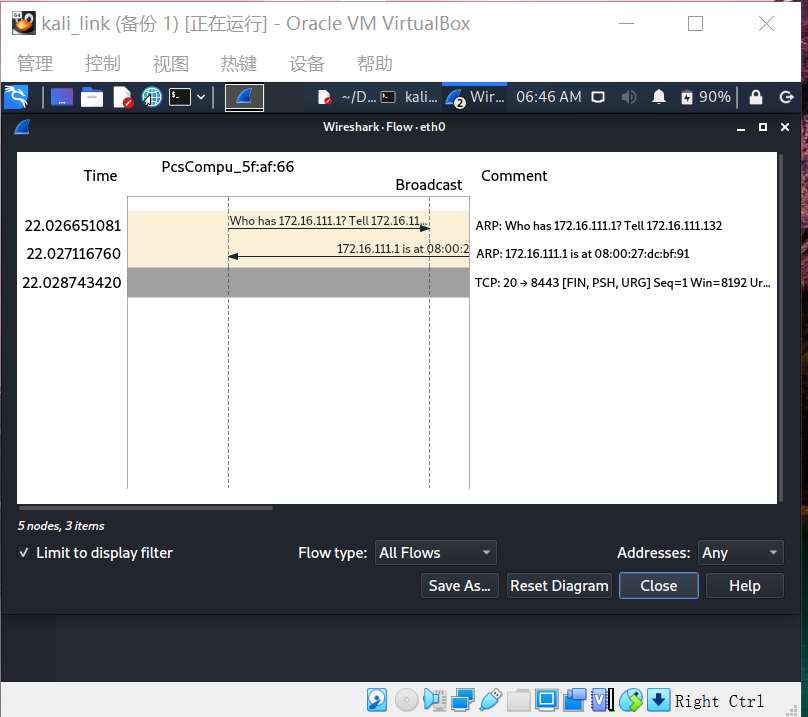 kali_link (备份 1) [正在运行] - Oracle VM VirtualBox
管理 控制 视图 热键 设备 帮助
~/D... kali... 2 Wir... 06:46 AM 90%
Wireshark · Flow · eth0
Time PcsCompu_5f:af:66 Broadcast Comment
22.026651081 Who has 172.16.111.1? Tell 172.16.11... ARP: Who has 172.16.111.1? Tell 172.16.111.132
22.027116760 172.16.111.1 is at 08:00:2 ARP: 172.16.111.1 is at 08:00:27:dc:bf:91
22.028743420 TCP: 20 → 8443 [FIN, PSH, URG] Seq=1 Win=8192 Ur...
5 nodes, 3 items
✓ Limit to display filter Flow type: All Flows Addresses: Any
Save As... Reset Diagram Close Help
Right Ctrl